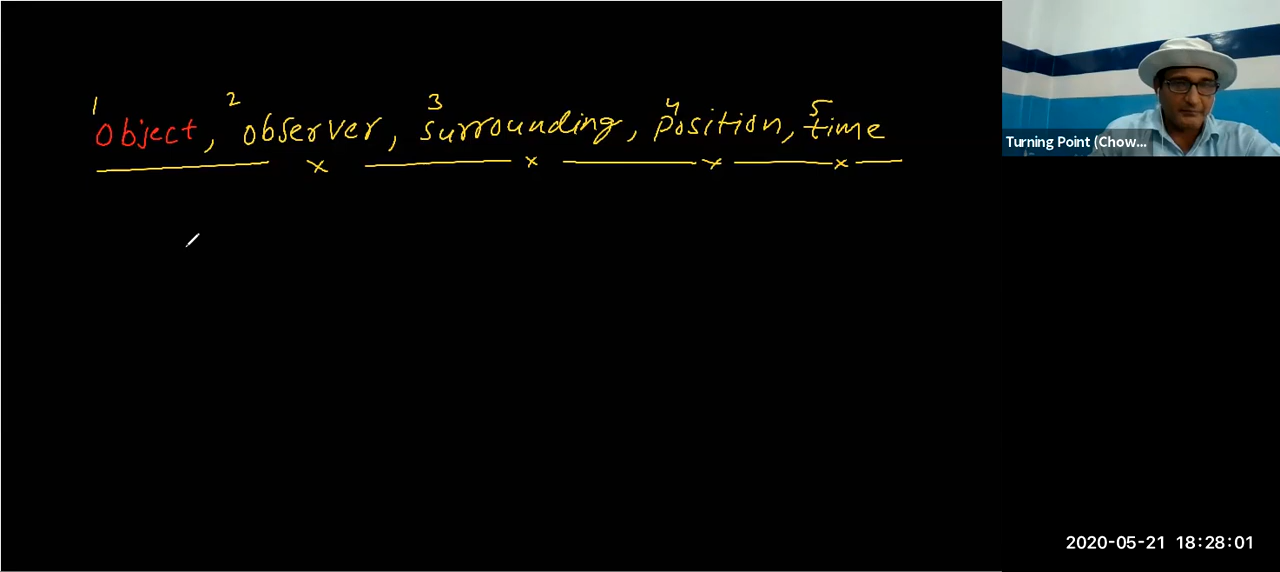 1 2 3 4 5
object, observer, surrounding, position, time
x x x x
Turning Point (Chow...
2020-05-21 18:28:01